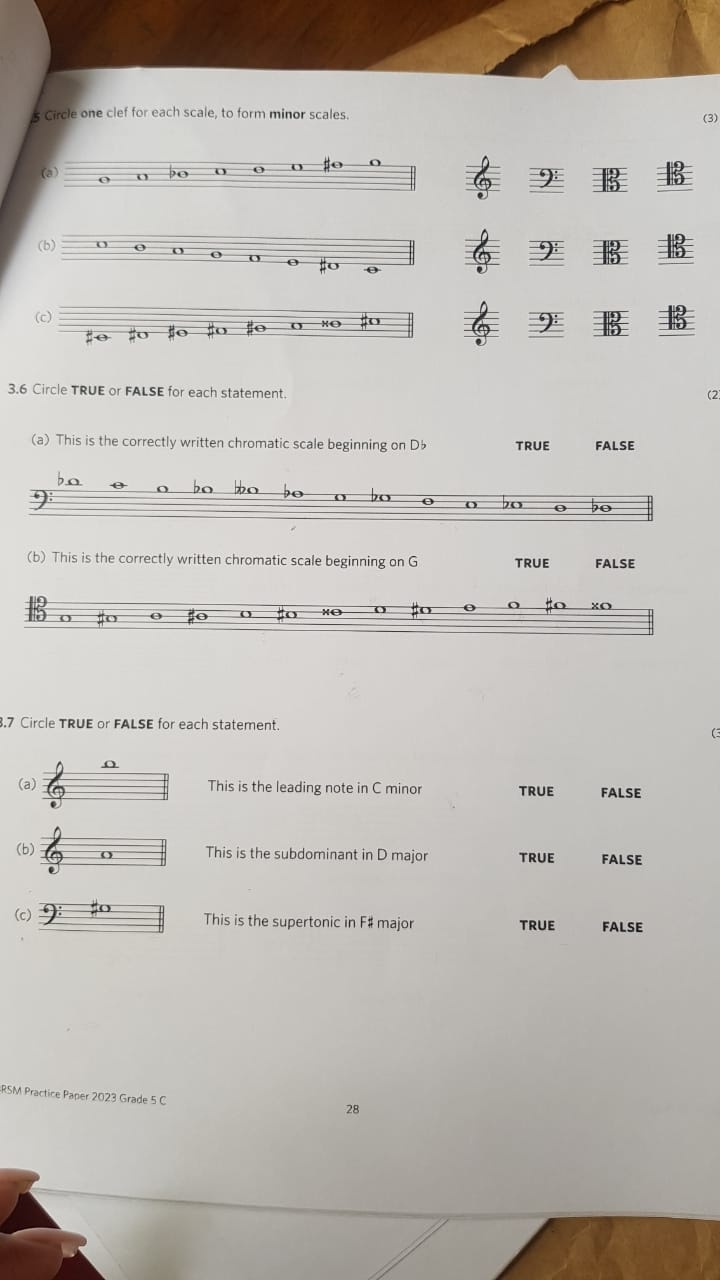 5 Circle one clef for each scale, to form minor scales. (3)
(a)
(b)
(c)
3.6 Circle TRUE or FALSE for each statement. (2
(a) This is the correctly written chromatic scale beginning on D♭ TRUE FALSE
(b) This is the correctly written chromatic scale beginning on G TRUE FALSE
3.7 Circle TRUE or FALSE for each statement. (3
(a) This is the leading note in C minor TRUE FALSE
(b) This is the subdominant in D major TRUE FALSE
(c) This is the supertonic in F♯ major TRUE FALSE
RSM Practice Paper 2023 Grade 5 C
28